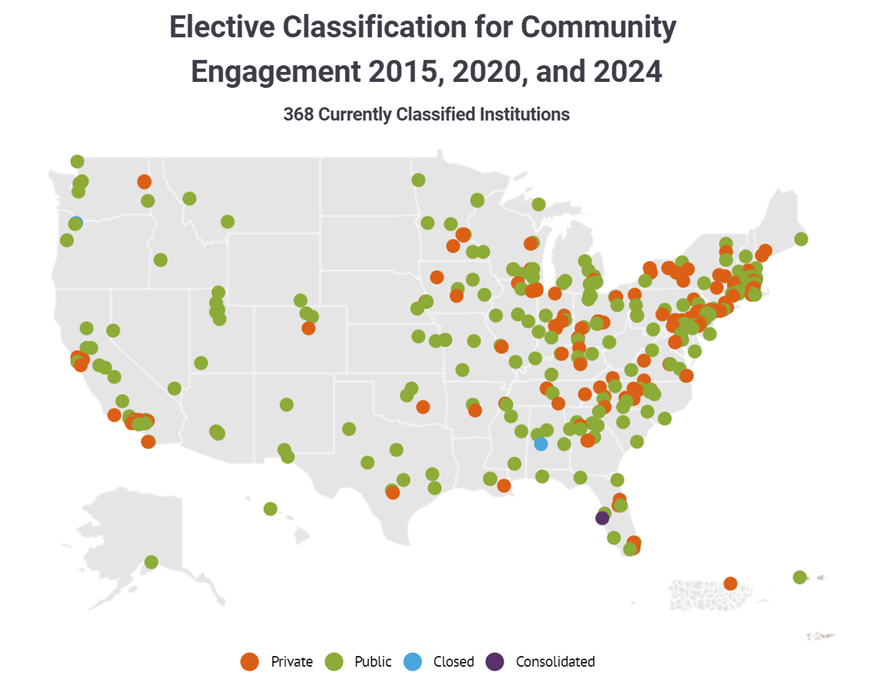 Elective Classification for Community
Engagement 2015, 2020, and 2024
368 Currently Classified Institutions
Private Public Closed Consolidated